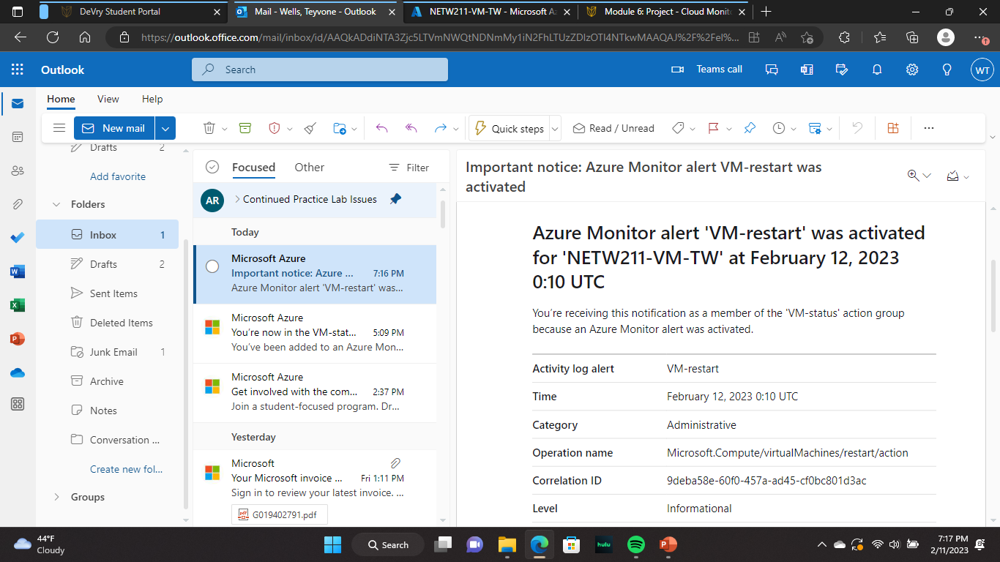 DeVry Student Portal
Mail - Wells, Teyvone - Outlook
NETW211-VM-TW - Microsoft Az
Module 6: Project - Cloud Monito
https://outlook.office.com/mail/inbox/id/AAQkADdiNTA3Zjc5LTVmNWQtNDNmMy1iN2FhLTUzZDIzOTI4NTkwMAAQAJ%2F%2Fel%...
Outlook
Search
Teams call
WT
Home View Help
New mail
Quick steps
Read / Unread
Drafts 2
Add favorite
Folders
Inbox 1
Drafts 2
Sent Items
Deleted Items
Junk Email 1
Archive
Notes
Conversation ...
Create new fol...
Groups
Focused Other Filter
AR
Continued Practice Lab Issues
Today
Microsoft Azure
Important notice: Azure ... 7:16 PM
Azure Monitor alert 'VM-restart' was...
Microsoft Azure
You're now in the VM-stat... 5:09 PM
You've been added to an Azure Mon...
Microsoft Azure
Get involved with the com... 2:37 PM
Join a student-focused program. Dr...
Yesterday
Microsoft
Your Microsoft invoice ... Fri 1:11 PM
Sign in to review your latest invoice. ...
G019402791.pdf
Important notice: Azure Monitor alert VM-restart was
activated
Azure Monitor alert 'VM-restart' was activated
for 'NETW211-VM-TW' at February 12, 2023
0:10 UTC
You're receiving this notification as a member of the 'VM-status' action group
because an Azure Monitor alert was activated.
Activity log alert VM-restart
Time February 12, 2023 0:10 UTC
Category Administrative
Operation name Microsoft.Compute/virtualMachines/restart/action
Correlation ID 9deba58e-60f0-457a-ad45-cf0bc801d3ac
Level Informational
44°F
Cloudy
Search
hulu
7:17 PM
2/11/2023